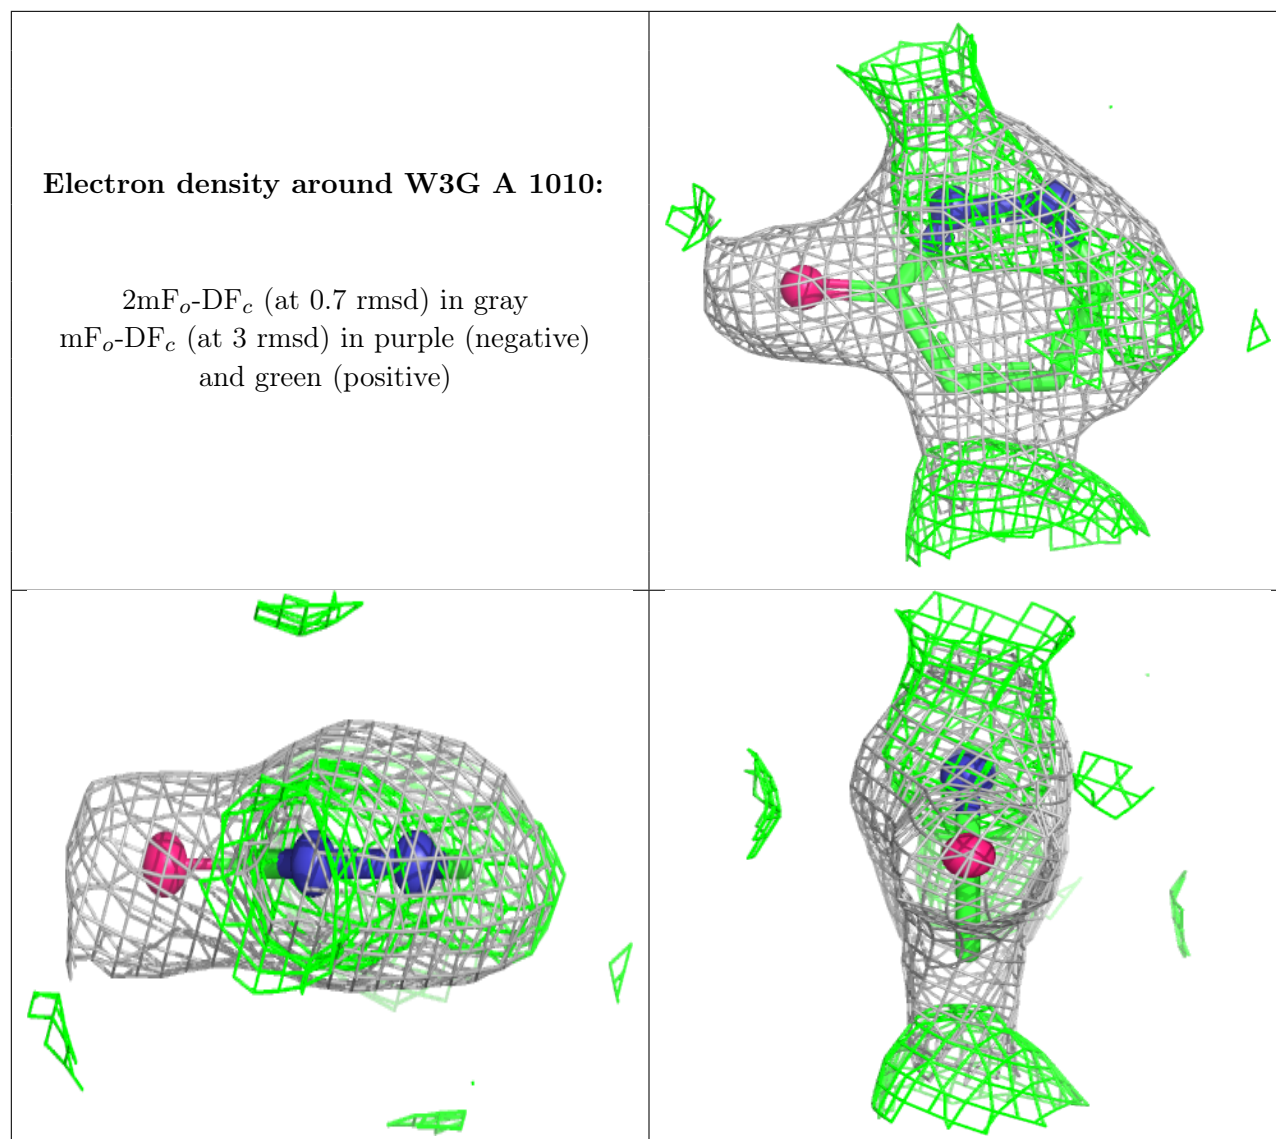 Electron density around W3G A 1010:
2mFo-DFc (at 0.7 rmsd) in gray
mFo-DFc (at 3 rmsd) in purple (negative)
and green (positive)